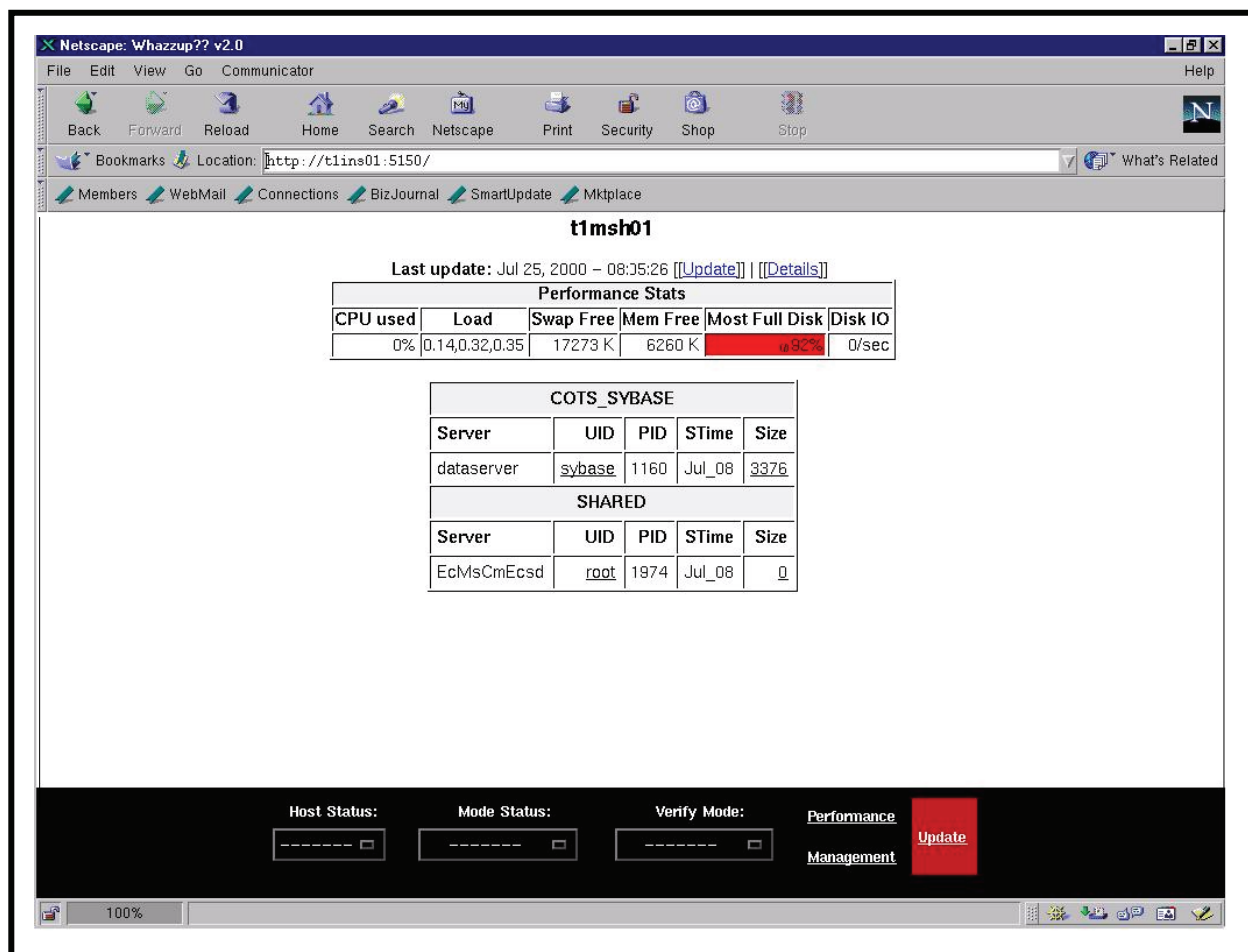 Netscape: Whazzup?? v2.0
File Edit View Go Communicator Help
Back Forward Reload Home Search Netscape Print Security Shop Stop
My
N
Bookmarks Location: http://t1ins01:5150/ What's Related
Members WebMail Connections BizJournal SmartUpdate Mktplace
t1msh01
Last update: Jul 25, 2000 – 08:05:26 [[Update]] | [[Details]]
Performance Stats
CPU used Load Swap Free Mem Free Most Full Disk Disk IO
0% 0.14,0.32,0.35 17273 K 6260 K 92% 0/sec
COTS_SYBASE
Server UID PID STime Size
dataserver sybase 1160 Jul_08 3376
SHARED
Server UID PID STime Size
EcMsCmEcsd root 1974 Jul_08 0
Host Status: Mode Status: Verify Mode: Performance
------- ------- ------- Update
Management
100%